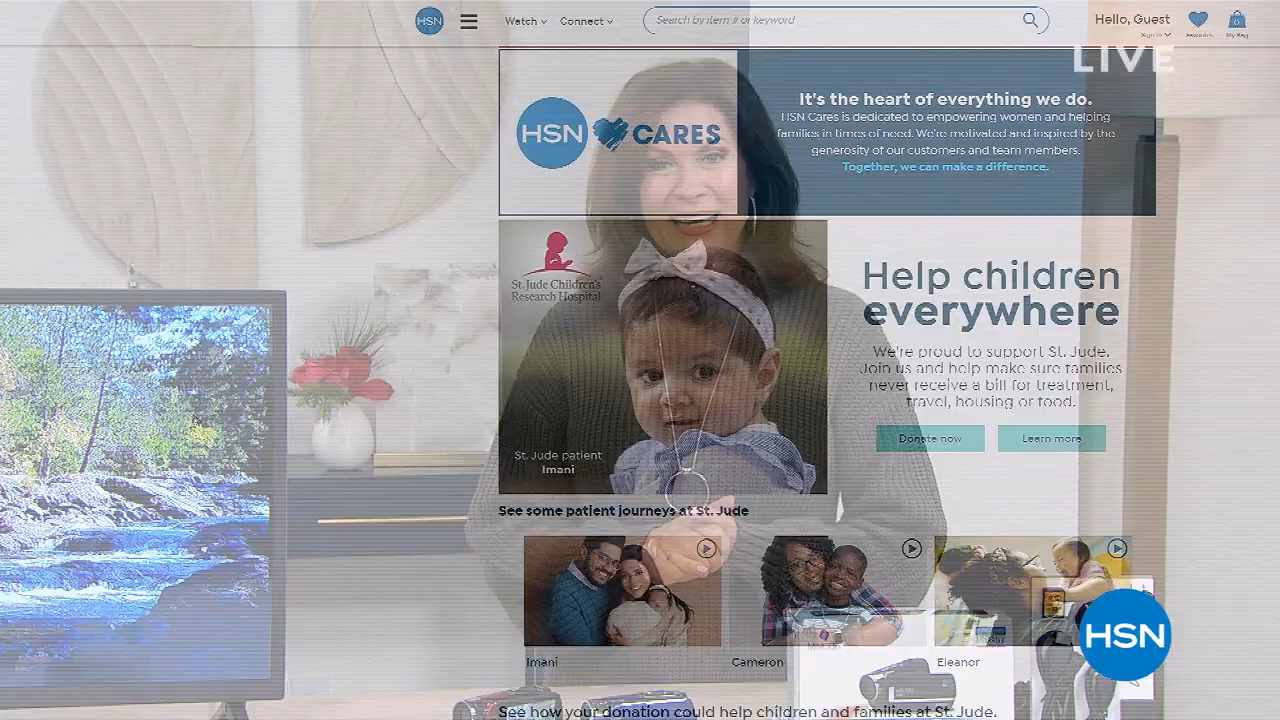 HSN
Watch
Connect
Search by item # or keyword
Hello, Guest
Sign In
My Bag
0
LIVE
HSN CARES
It's the heart of everything we do.
HSN Cares is dedicated to empowering women and helping
families in times of need. We're motivated and inspired by the
generosity of our customers and team members.
Together, we can make a difference.
St. Jude Children's
Research Hospital
Help children
everywhere
We're proud to support St. Jude.
Join us and help make sure families
never receive a bill for treatment,
travel, housing or food.
Donate now
Learn more
St. Jude patient
Imani
See some patient journeys at St. Jude
Imani
Cameron
Eleanor
HSN
See how your donation could help children and families at St. Jude.